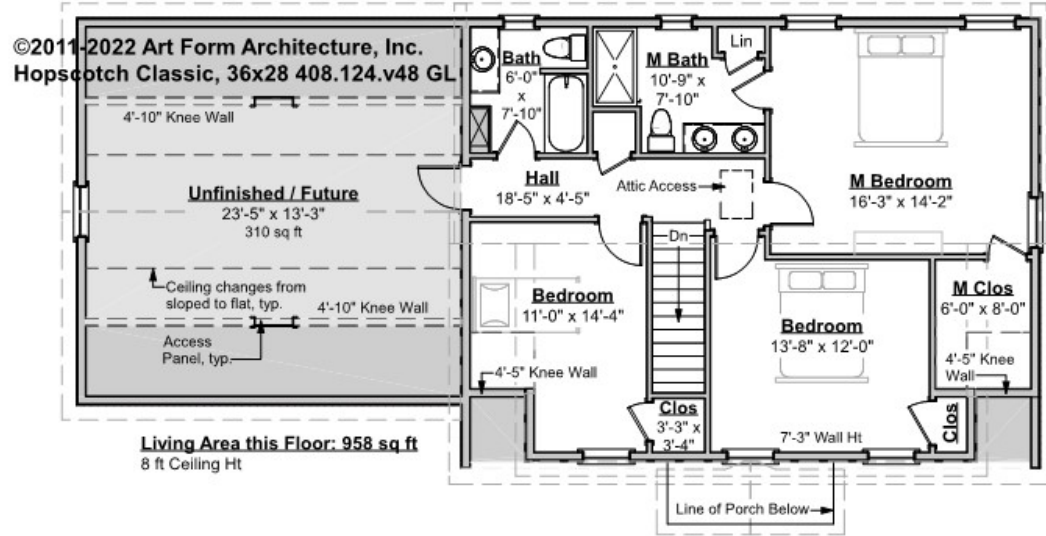 ©2011-2022 Art Form Architecture, Inc.
Hopscotch Classic, 36x28 408.124.v48 GL
4'-10" Knee Wall
Unfinished / Future
23'-5" x 13'-3"
310 sq ft
Ceiling changes from
sloped to flat, typ.
4'-10" Knee Wall
Access
Panel, typ.
Living Area this Floor: 958 sq ft
8 ft Ceiling Ht
Bath
6'-0"
x
7'-10"
M Bath
10'-9" x
7'-10"
Lin
Hall
18'-5" x 4'-5"
Attic Access
M Bedroom
16'-3" x 14'-2"
Dn
Bedroom
11'-0" x 14'-4"
4'-5" Knee Wall
Clos
3'-3" x
3'-4"
Bedroom
13'-8" x 12'-0"
7'-3" Wall Ht
M Clos
6'-0" x 8'-0"
4'-5" Knee
Wall
Clos
Line of Porch Below